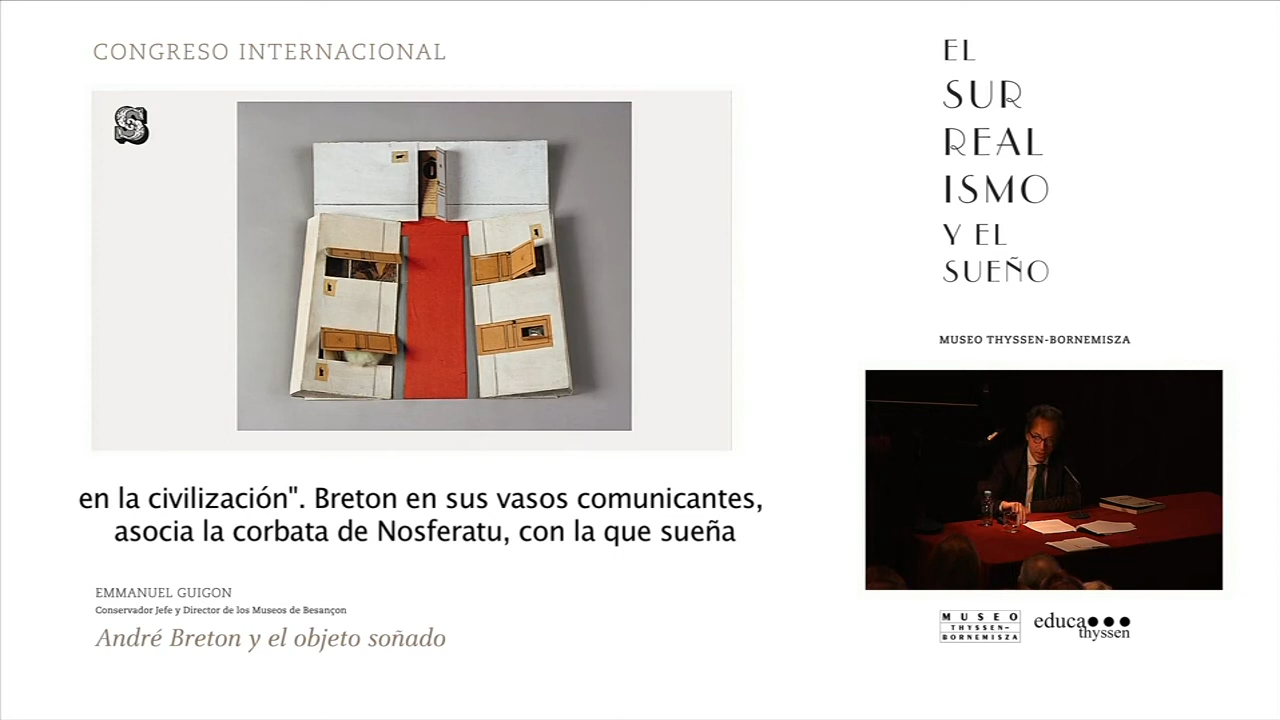 CONGRESO INTERNACIONAL
S
en la civilización". Breton en sus vasos comunicantes,
asocia la corbata de Nosferatu, con la que sueña
EMMANUEL GUIGON
Conservador Jefe y Director de los Museos de Besançon
André Breton y el objeto soñado
EL
SUR
REAL
ISMO
Y EL
SUEÑO
MUSEO THYSSEN-BORNEMISZA
MUSEO
THYSSEN-
BORNEMISZA
educa
thyssen